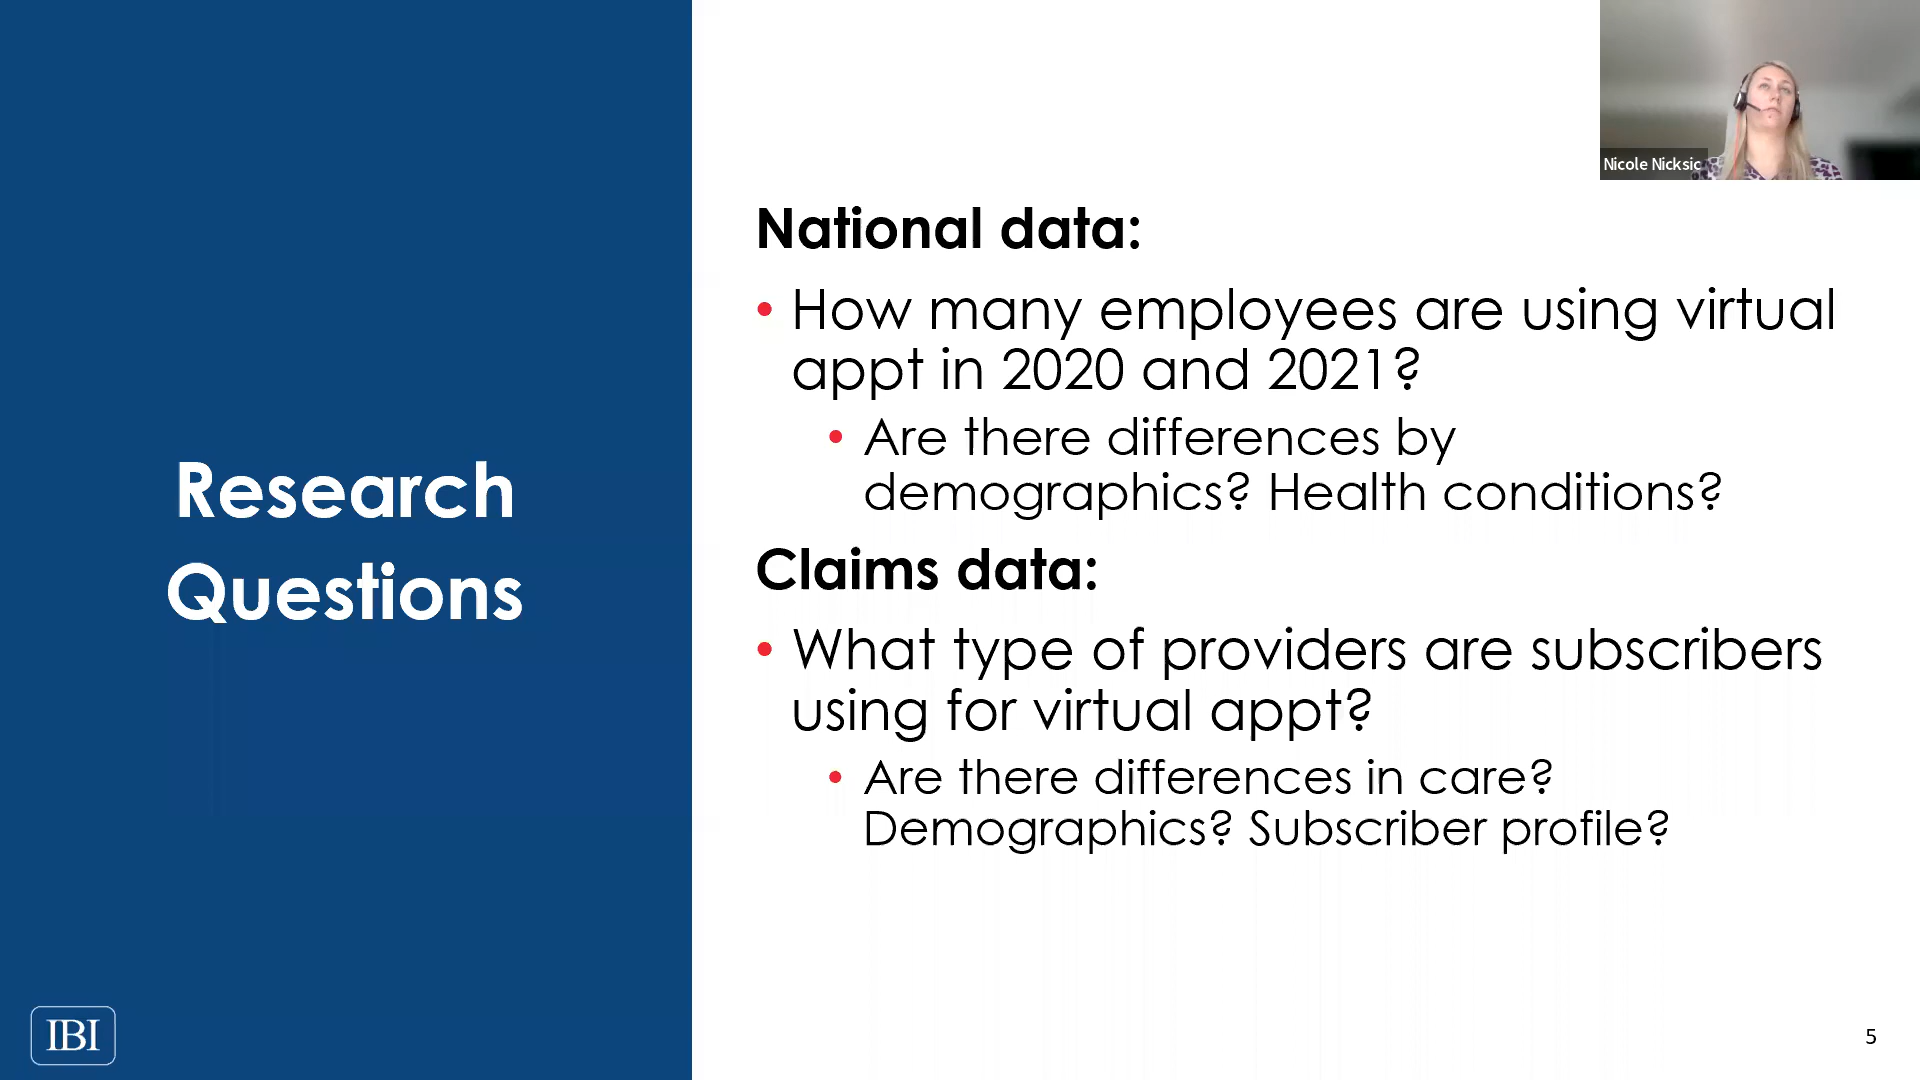 Nicole Nicksic
Research
Questions
National data:
• How many employees are using virtual
appt in 2020 and 2021?
• Are there differences by
demographics? Health conditions?
Claims data:
• What type of providers are subscribers
using for virtual appt?
• Are there differences in care?
Demographics? Subscriber profile?
IBI
5